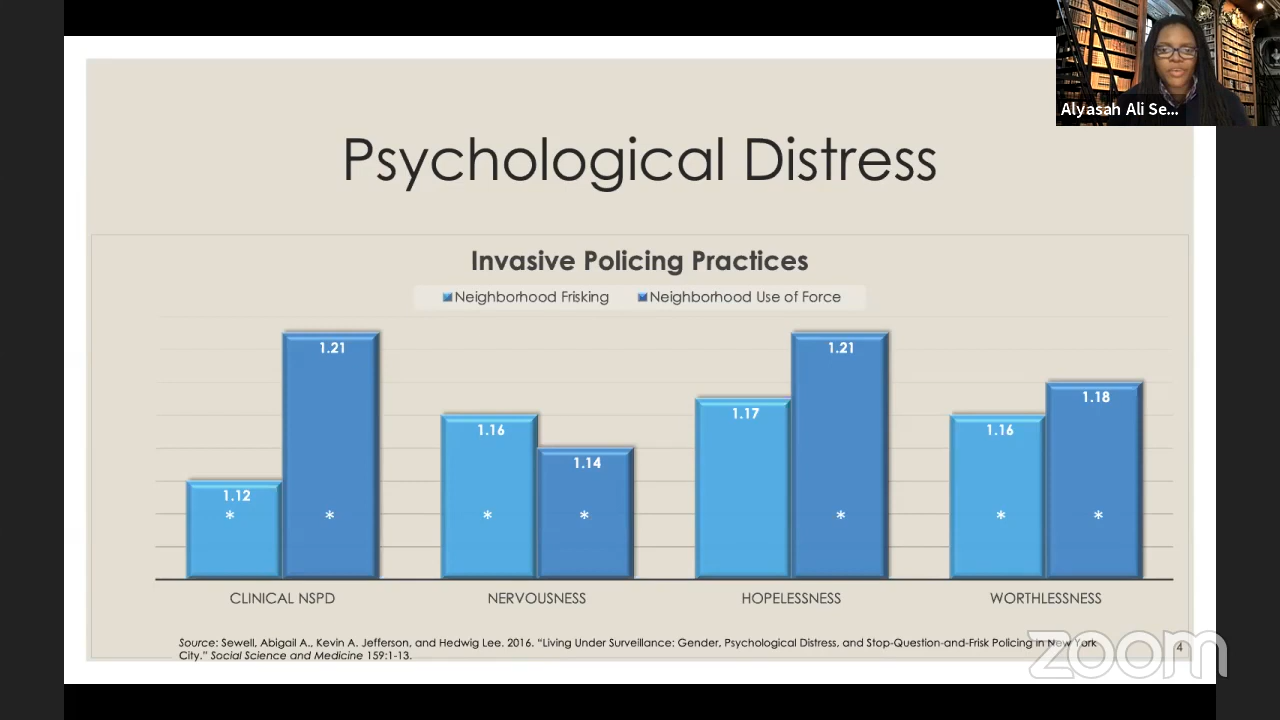 Alyasah Ali Se...
Psychological Distress
Invasive Policing Practices
Neighborhood Frisking Neighborhood Use of Force
1.21 1.21
1.17 1.18
1.16 1.16
1.14
1.12
* * * * * * *
CLINICAL NSPD NERVOUSNESS HOPELESSNESS WORTHLESSNESS
Source: Sewell, Abigail A., Kevin A. Jefferson, and Hedwig Lee. 2016. “Living Under Surveillance: Gender, Psychological Distress, and Stop-Question-and-Frisk Policing in New York
City.” Social Science and Medicine 159:1-13.
4
zoom